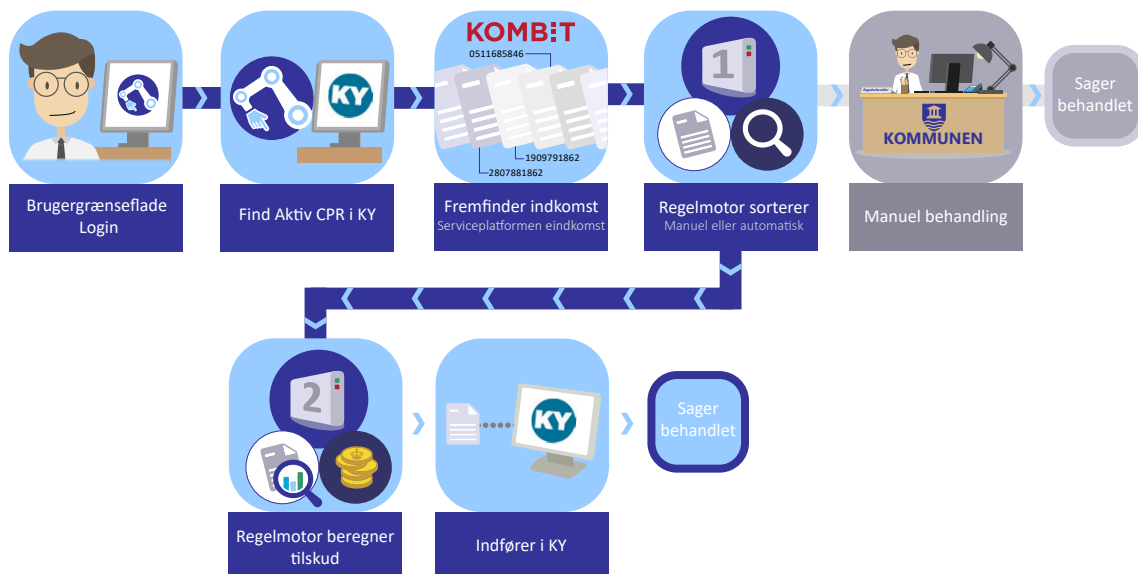 KOMBIT
0511685846
1909791862
2807881862
KY
1
KOMMUNEN
Sager
behandlet
Brugergrænseflade
Login
Find Aktiv CPR i KY
Fremfinder indkomst
Serviceplatformen eindkomst
Regelmotor sorterer
Manuel eller automatisk
Manuel behandling
2
KY
Sager
behandlet
Regelmotor beregner
tilskud
Indfører i KY